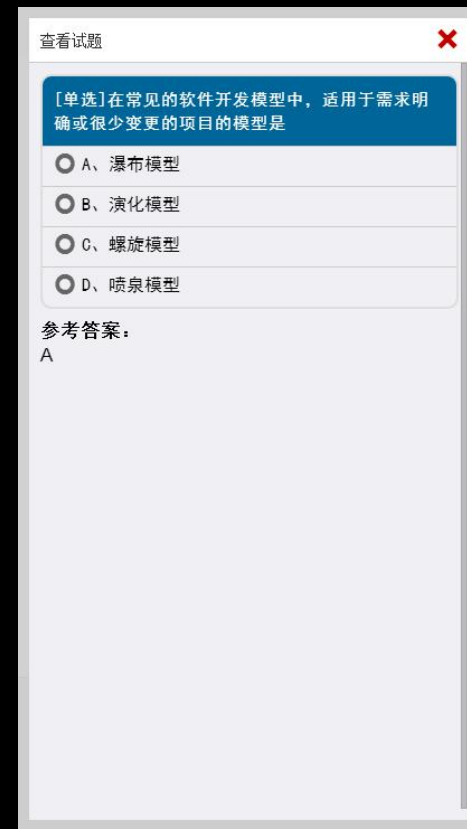 查看试题
[单选]在常见的软件开发模型中，适用于需求明
确或很少变更的项目的模型是
A、瀑布模型
B、演化模型
C、螺旋模型
D、喷泉模型
参考答案：
A